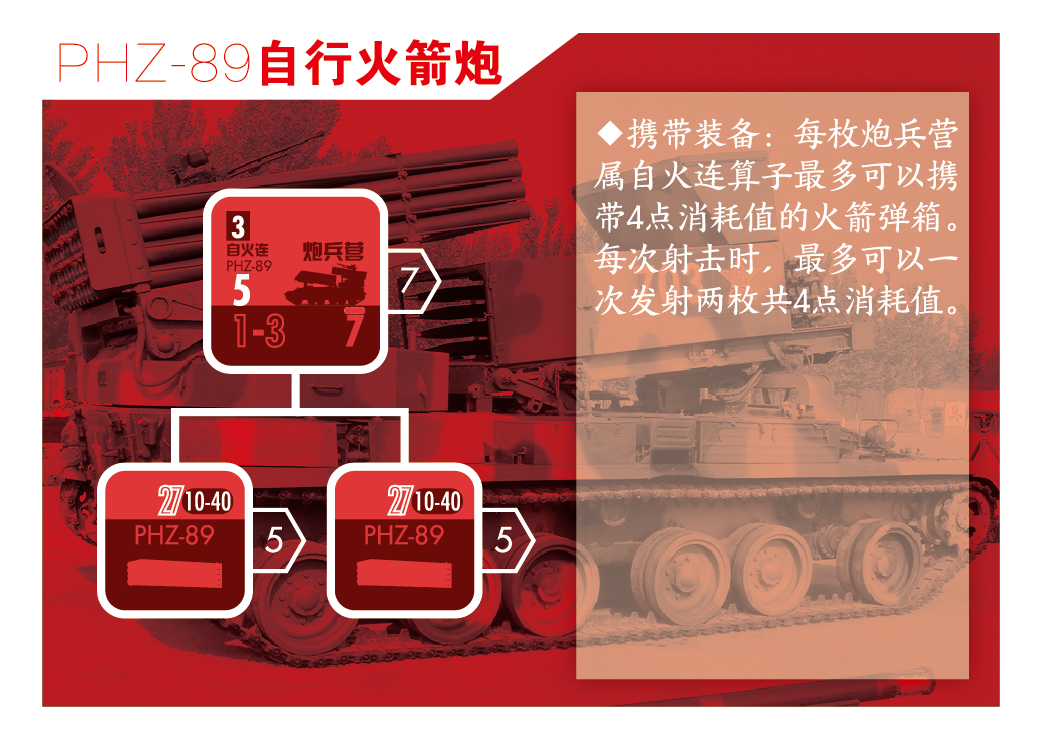 PHZ-89自行火箭炮
◆携带装备：每枚炮兵营
属自火连算子最多可以携
带4点消耗值的火箭弹箱。
每次射击时，最多可以一
次发射两枚共4点消耗值。
3
自火连 炮兵营
PHZ-89
5
1-3 7
7
27 10-40
PHZ-89
5
27 10-40
PHZ-89
5